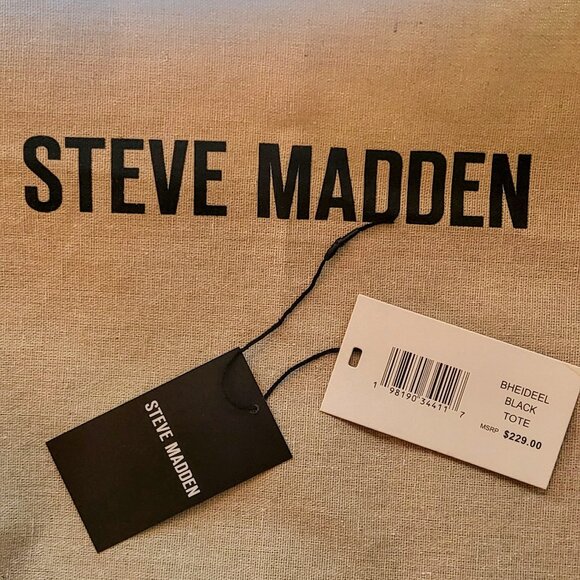 STEVE MADDEN
STEVE MADDEN
1 98190 34411 7
BHEIDEEL
BLACK
TOTE
MSRP $229.00